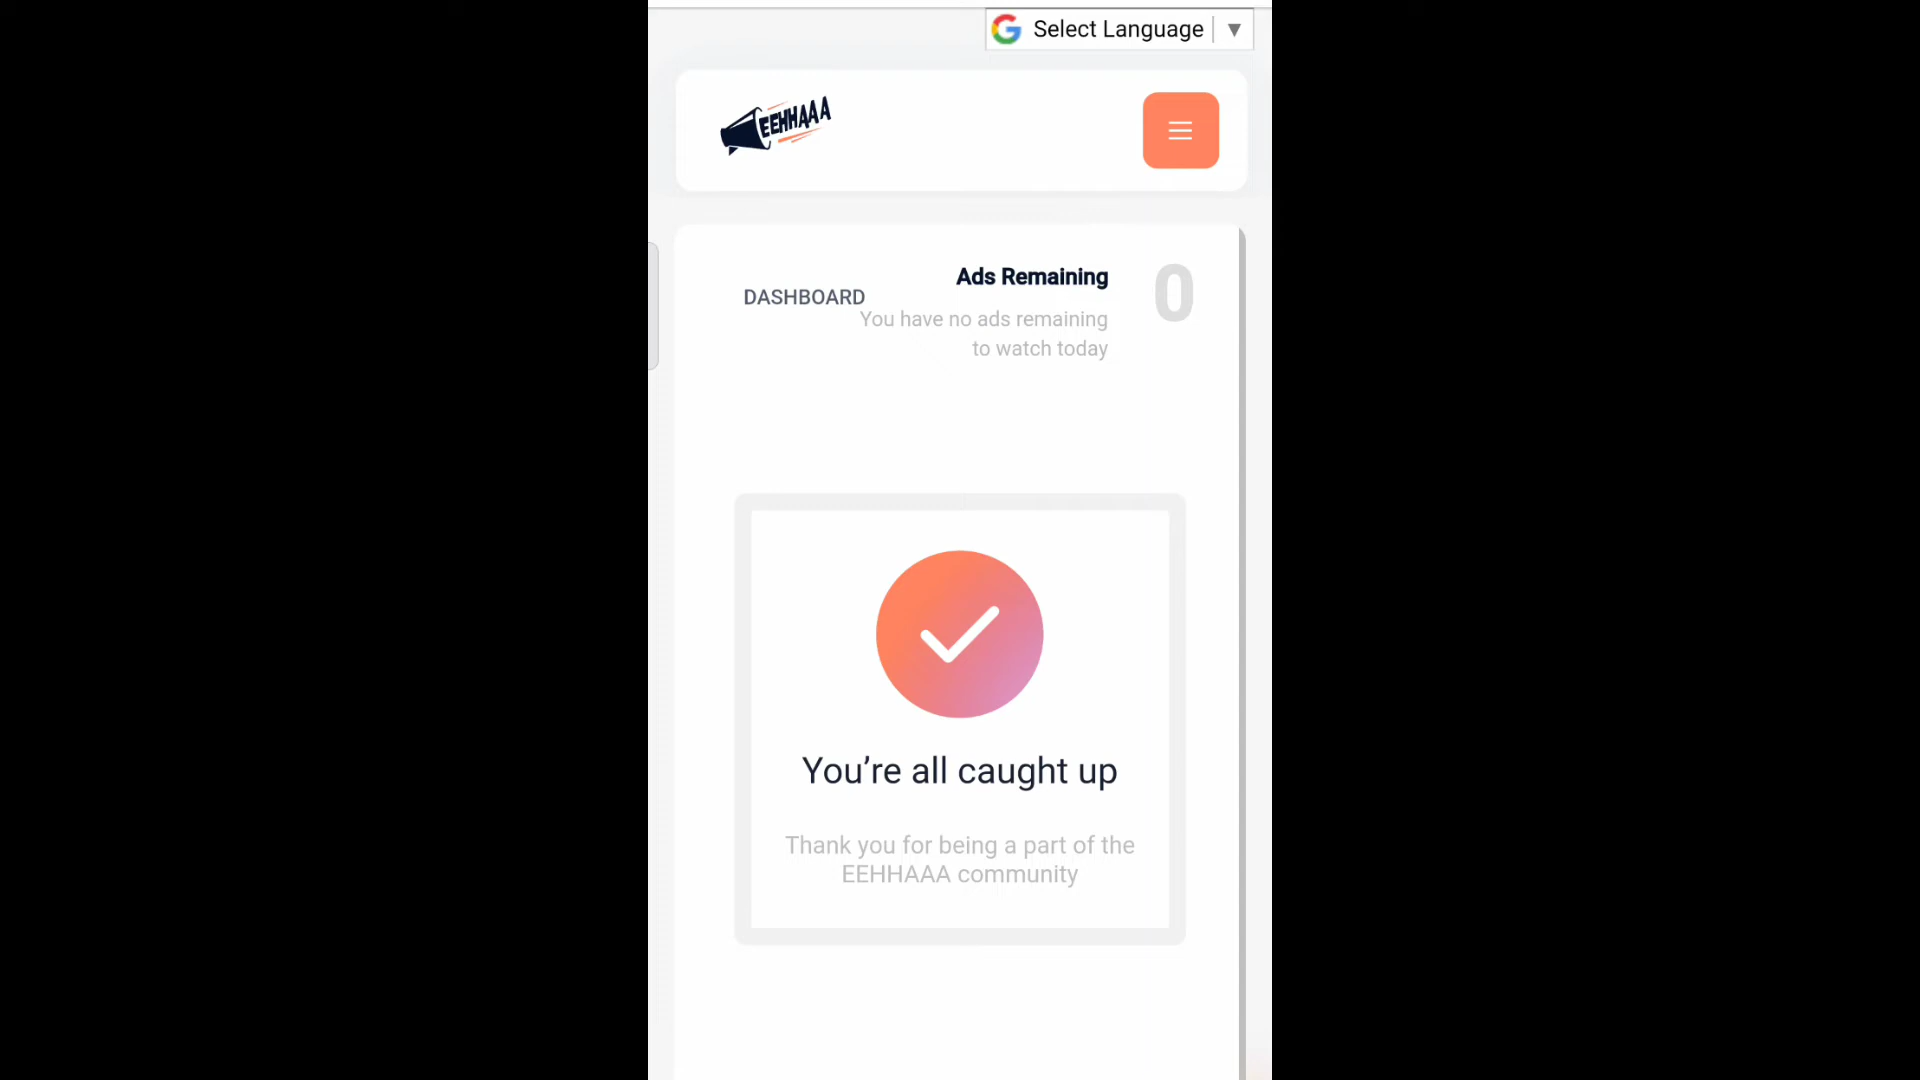 Select Language ▼
EEHHAAA
DASHBOARD
Ads Remaining
0
You have no ads remaining
to watch today
You’re all caught up
Thank you for being a part of the
EEHHAAA community